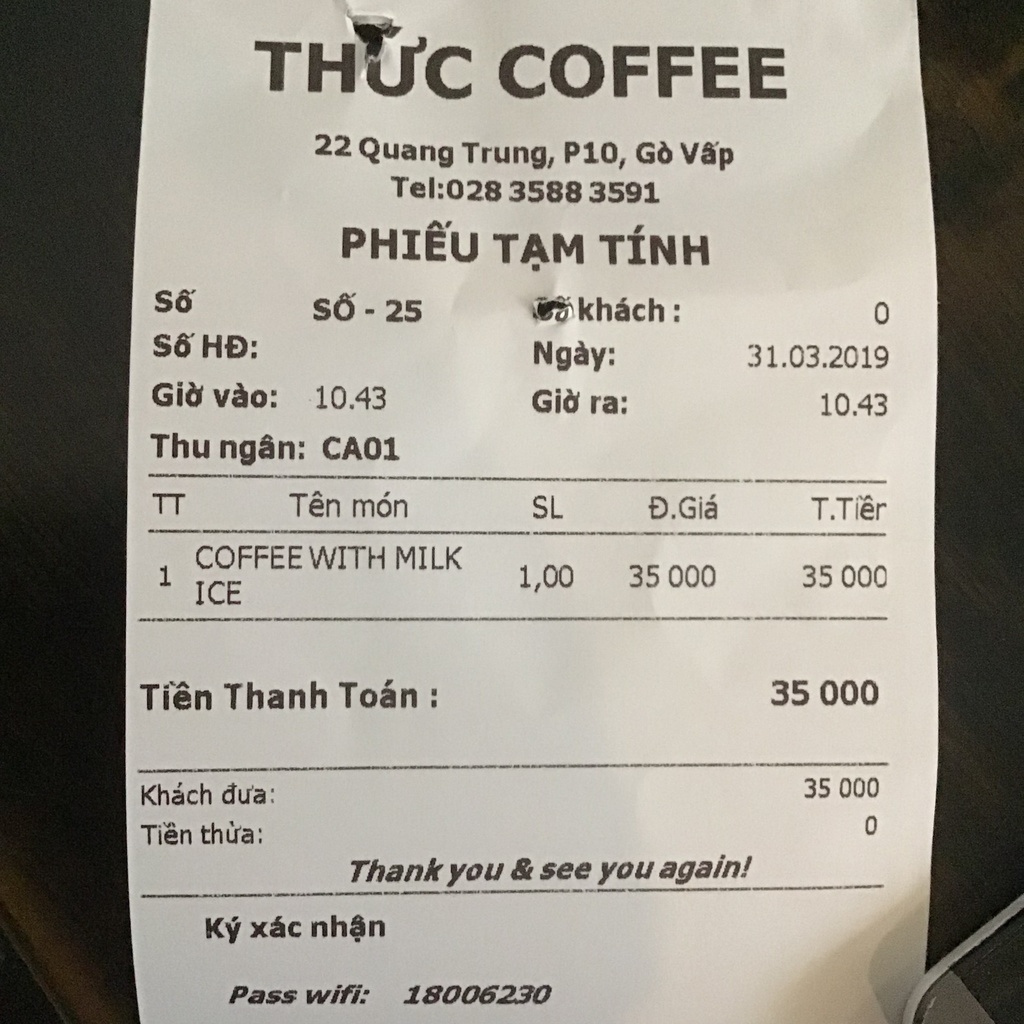 THỨC COFFEE
22 Quang Trung, P10, Gò Vấp
Tel:028 3588 3591
PHIẾU TẠM TÍNH
Số SỐ - 25 khách : 0
Số HĐ: Ngày: 31.03.2019
Giờ vào: 10.43 Giờ ra: 10.43
Thu ngân: CA01
TT Tên món SL Đ.Giá T.Tiền
1 COFFEE WITH MILK ICE 1,00 35 000 35 000
Tiền Thanh Toán : 35 000
Khách đưa: 35 000
Tiền thừa: 0
Thank you & see you again!
Ký xác nhận
Pass wifi: 18006230